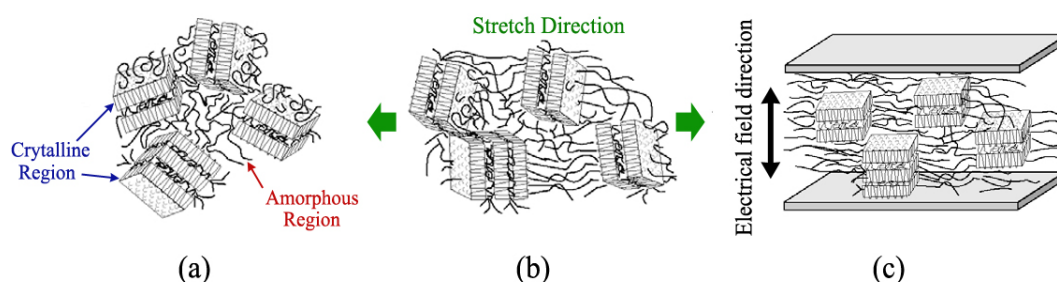 Stretch Direction
Crytalline
Region
Amorphous
Region
Electrical field direction
(a)
(b)
(c)